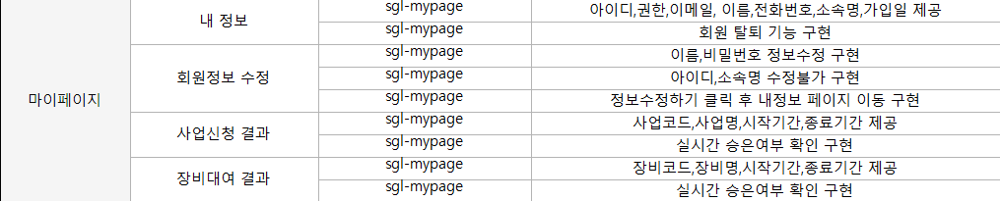 내 정보
sgl-mypage
아이디,권한,이메일, 이름,전화번호,소속명,가입일 제공
sgl-mypage
회원 탈퇴 기능 구현
마이페이지
회원정보 수정
sgl-mypage
이름,비밀번호 정보수정 구현
sgl-mypage
아이디,소속명 수정불가 구현
sgl-mypage
정보수정하기 클릭 후 내정보 페이지 이동 구현
사업신청 결과
sgl-mypage
사업코드,사업명,시작기간,종료기간 제공
sgl-mypage
실시간 승은여부 확인 구현
장비대여 결과
sgl-mypage
장비코드,장비명,시작기간,종료기간 제공
sgl-mypage
실시간 승은여부 확인 구현